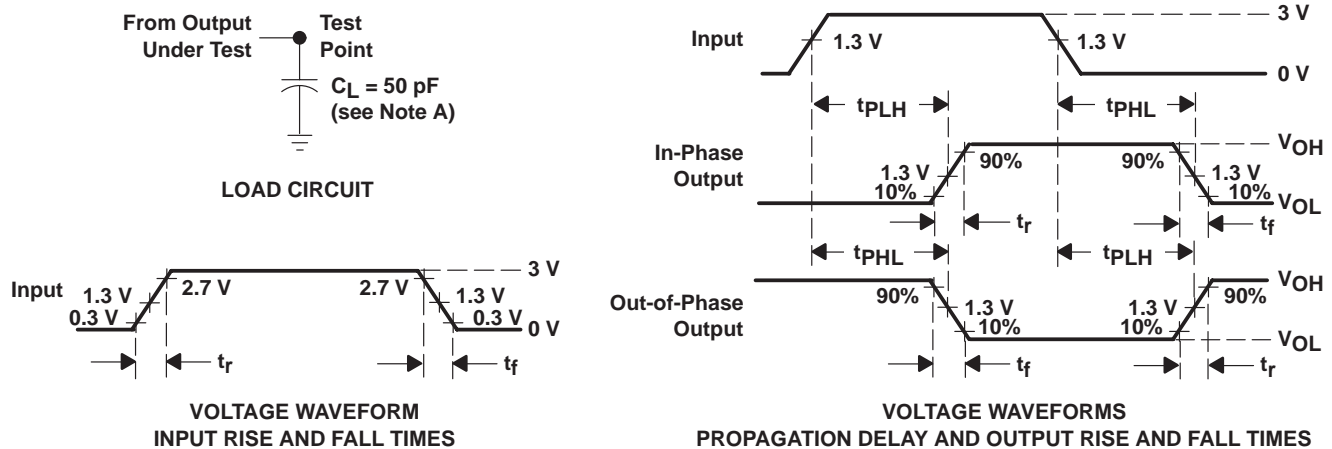 From Output
Under Test
Test
Point
CL = 50 pF
(see Note A)
LOAD CIRCUIT
Input
1.3 V
0.3 V
2.7 V
2.7 V
1.3 V
0.3 V
3 V
0 V
tr
tf
VOLTAGE WAVEFORM
INPUT RISE AND FALL TIMES
Input
1.3 V
1.3 V
3 V
0 V
tPLH
tPHL
In-Phase
Output
1.3 V
10%
90%
90%
1.3 V
10%
VOH
VOL
tr
tf
tPHL
tPLH
Out-of-Phase
Output
90%
1.3 V
10%
1.3 V
10%
90%
VOH
VOL
tf
tr
VOLTAGE WAVEFORMS
PROPAGATION DELAY AND OUTPUT RISE AND FALL TIMES